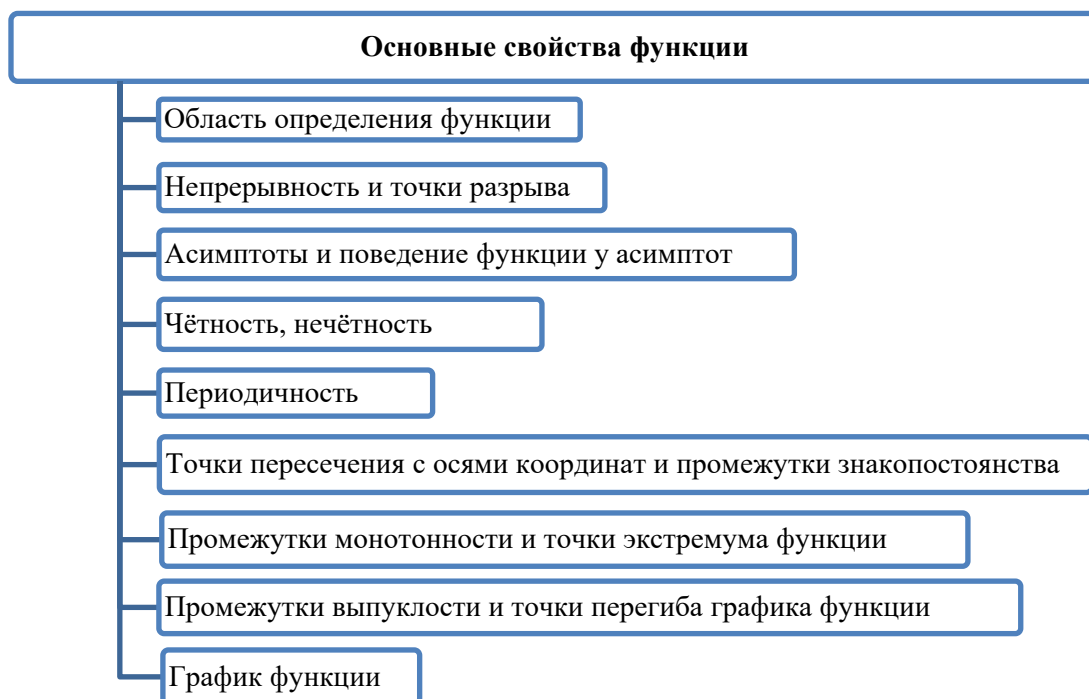 Основные свойства функции
Область определения функции
Непрерывность и точки разрыва
Асимптоты и поведение функции у асимптот
Чётность, нечётность
Периодичность
Точки пересечения с осями координат и промежутки знакопостоянства
Промежутки монотонности и точки экстремума функции
Промежутки выпуклости и точки перегиба графика функции
График функции